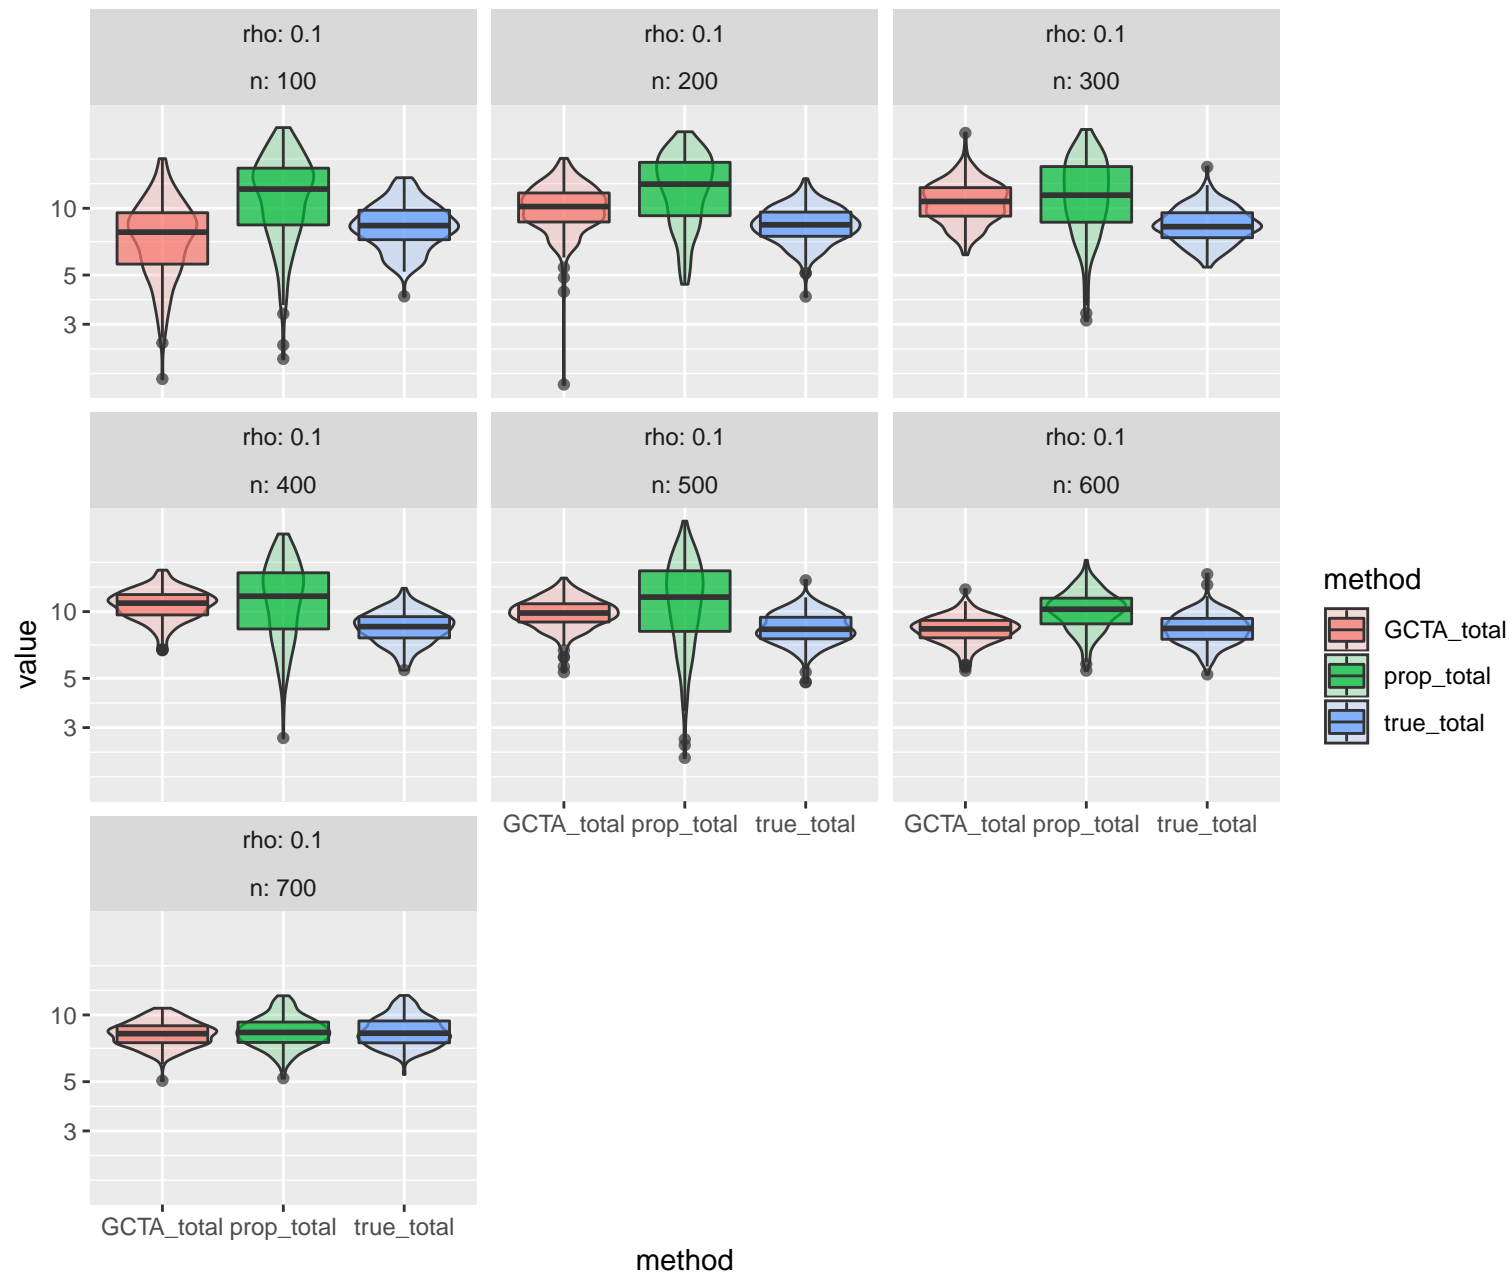 rho: 0.1
rho: 0.1
rho: 0.1
n: 100
n: 200
n: 300
10
5
3
rho: 0.1
rho: 0.1
rho: 0.1
n: 400
n: 500
n: 600
10
5
3
GCTA_total prop_total true_total
GCTA_total prop_total true_total
rho: 0.1
n: 700
10
5
3
GCTA_total prop_total true_total
value
method
method
GCTA_total
prop_total
true_total